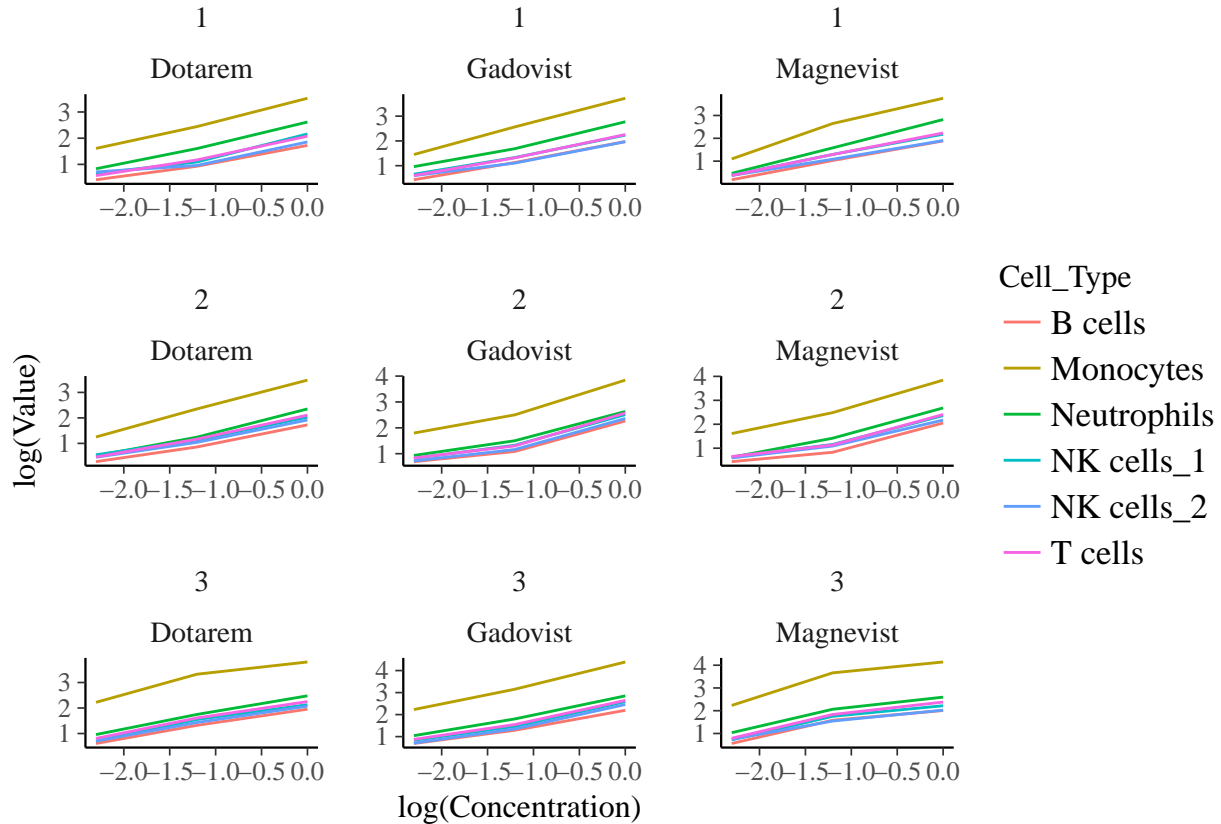 1 1 1
Dotarem Gadovist Magnevist
3 3 3
2 2 2
1 1 1
−2.0 −1.5 −1.0 −0.5 0.0 −2.0 −1.5 −1.0 −0.5 0.0 −2.0 −1.5 −1.0 −0.5 0.0
2 2 2
Dotarem Gadovist Magnevist
4 4
3 3 3
2 2 2
1 1 1
−2.0 −1.5 −1.0 −0.5 0.0 −2.0 −1.5 −1.0 −0.5 0.0 −2.0 −1.5 −1.0 −0.5 0.0
3 3 3
Dotarem Gadovist Magnevist
4 4
3 3 3
2 2 2
1 1 1
−2.0 −1.5 −1.0 −0.5 0.0 −2.0 −1.5 −1.0 −0.5 0.0 −2.0 −1.5 −1.0 −0.5 0.0
log(Concentration)
log(Value)
Cell_Type
B cells
Monocytes
Neutrophils
NK cells_1
NK cells_2
T cells